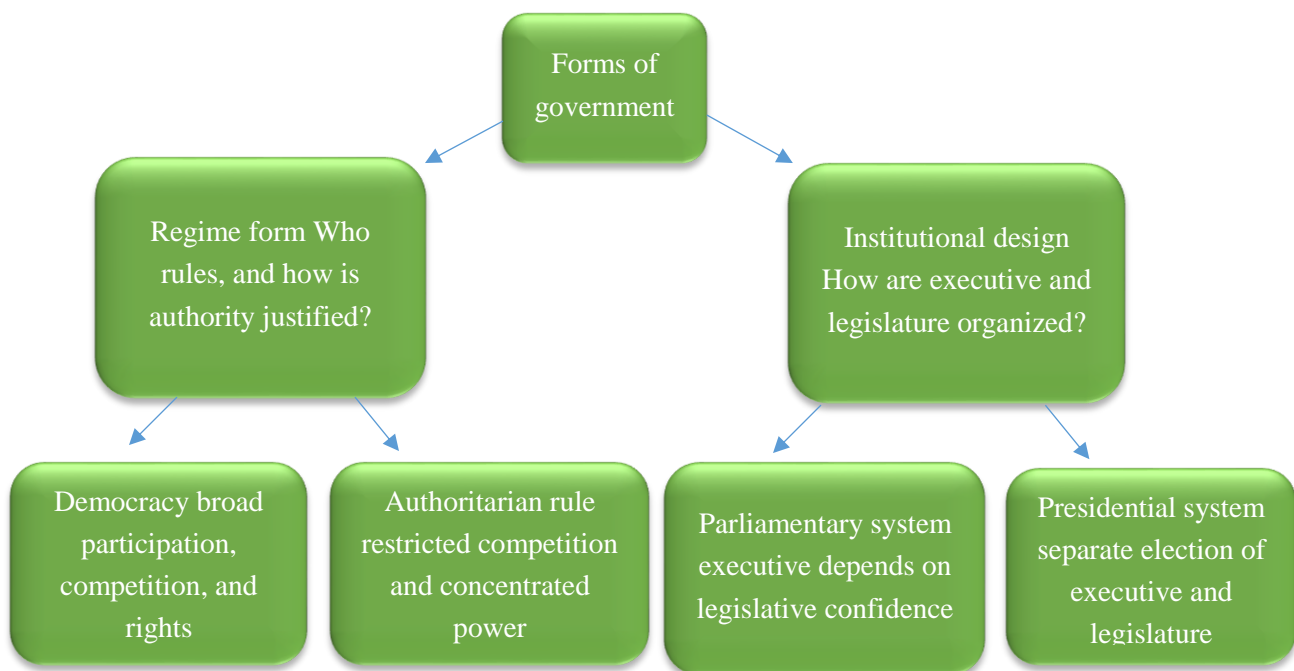 Forms of
government
Regime form Who
rules, and how is
authority justified?
Institutional design
How are executive and
legislature organized?
Democracy broad
participation,
competition, and
rights
Authoritarian rule
restricted competition
and concentrated
power
Parliamentary system
executive depends on
legislative confidence
Presidential system
separate election of
executive and
legislature